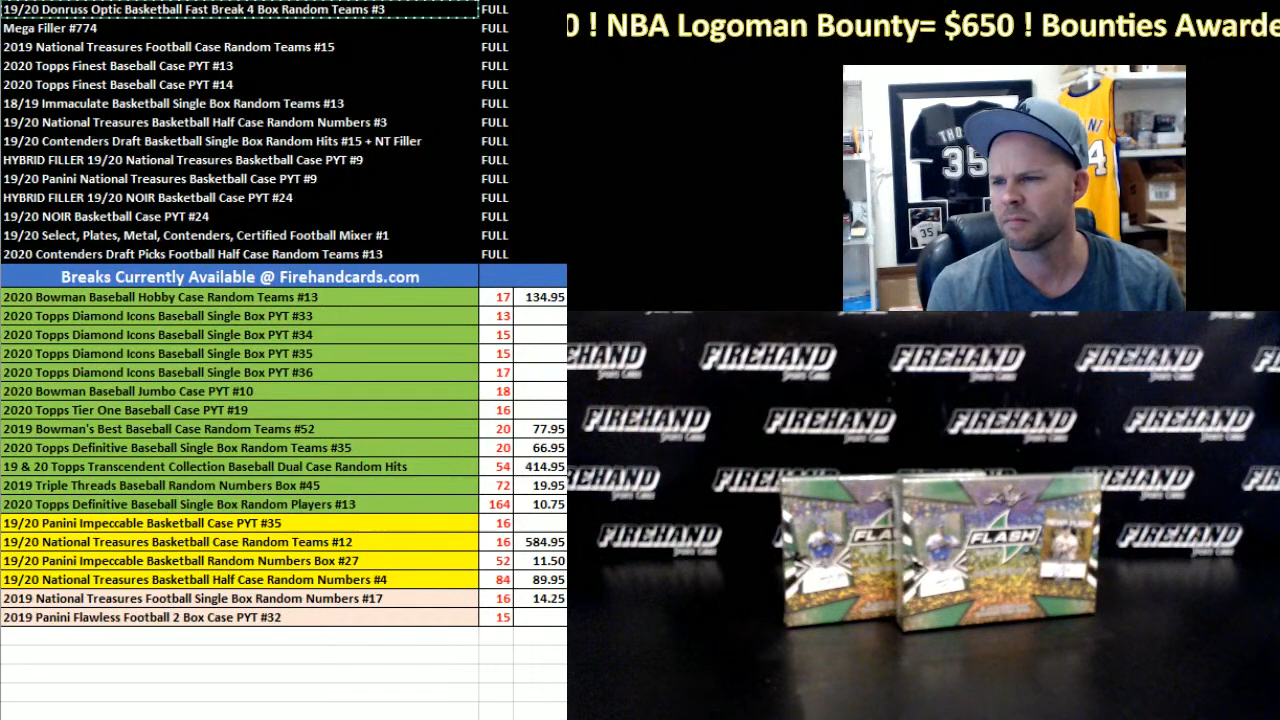 19/20 Donruss Optic Basketball Fast Break 4 Box Random Teams #3 FULL
Mega Filler #774 FULL
2019 National Treasures Football Case Random Teams #15 FULL
2020 Topps Finest Baseball Case PYT #13 FULL
2020 Topps Finest Baseball Case PYT #14 FULL
18/19 Immaculate Basketball Single Box Random Teams #13 FULL
19/20 National Treasures Basketball Half Case Random Numbers #3 FULL
19/20 Contenders Draft Basketball Single Box Random Hits #15 + NT Filler FULL
HYBRID FILLER 19/20 National Treasures Basketball Case PYT #9 FULL
19/20 Panini National Treasures Basketball Case PYT #9 FULL
HYBRID FILLER 19/20 NOIR Basketball Case PYT #24 FULL
19/20 NOIR Basketball Case PYT #24 FULL
19/20 Select, Plates, Metal, Contenders, Certified Football Mixer #1 FULL
2020 Contenders Draft Picks Football Half Case Random Teams #13 FULL
Breaks Currently Available @ Firehandcards.com
2020 Bowman Baseball Hobby Case Random Teams #13 17 134.95
2020 Topps Diamond Icons Baseball Single Box PYT #33 13
2020 Topps Diamond Icons Baseball Single Box PYT #34 15
2020 Topps Diamond Icons Baseball Single Box PYT #35 15
2020 Topps Diamond Icons Baseball Single Box PYT #36 17
2020 Bowman Baseball Jumbo Case PYT #10 18
2020 Topps Tier One Baseball Case PYT #19 16
2019 Bowman's Best Baseball Case Random Teams #52 20 77.95
2020 Topps Definitive Baseball Single Box Random Teams #35 20 66.95
19 & 20 Topps Transcendent Collection Baseball Dual Case Random Hits 54 414.95
2019 Triple Threads Baseball Random Numbers Box #45 72 19.95
2020 Topps Definitive Baseball Single Box Random Players #13 164 10.75
19/20 Panini Impeccable Basketball Case PYT #35 16
19/20 National Treasures Basketball Case Random Teams #12 16 584.95
19/20 Panini Impeccable Basketball Random Numbers Box #27 52 11.50
19/20 National Treasures Basketball Half Case Random Numbers #4 84 89.95
2019 National Treasures Football Single Box Random Numbers #17 16 14.25
2019 Panini Flawless Football 2 Box Case PYT #32 15
0 ! NBA Logoman Bounty= $650 ! Bounties Awarde
THO
35
35
NT
4
FIREHAND FIREHAND FIREHAND FIREHAND
FIREHAND FIREHAND FIREHAND FIREHAND
FIREHAND
FIREHAND FIREHAND
FLA
FLASH